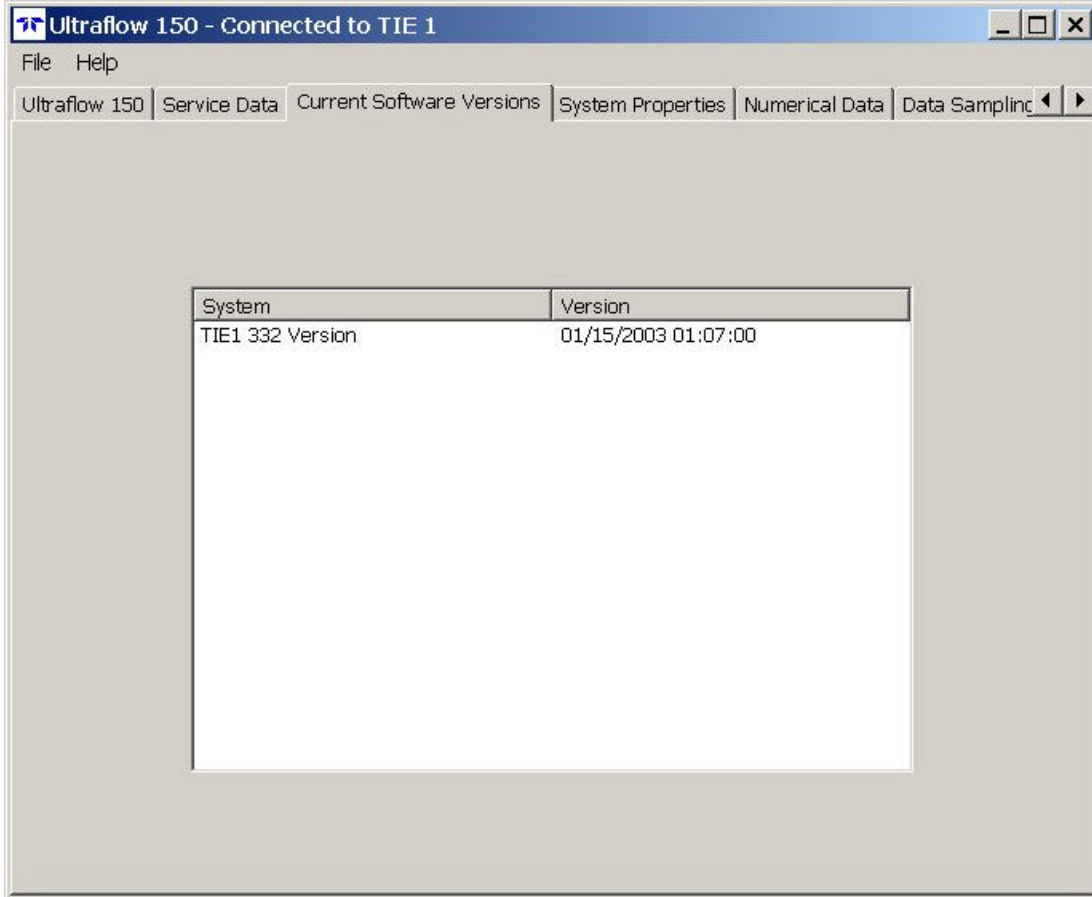 Ultraflow 150 - Connected to TIE 1
File Help
Ultraflow 150 Service Data Current Software Versions System Properties Numerical Data Data Sampling
System Version
TIE1 332 Version 01/15/2003 01:07:00